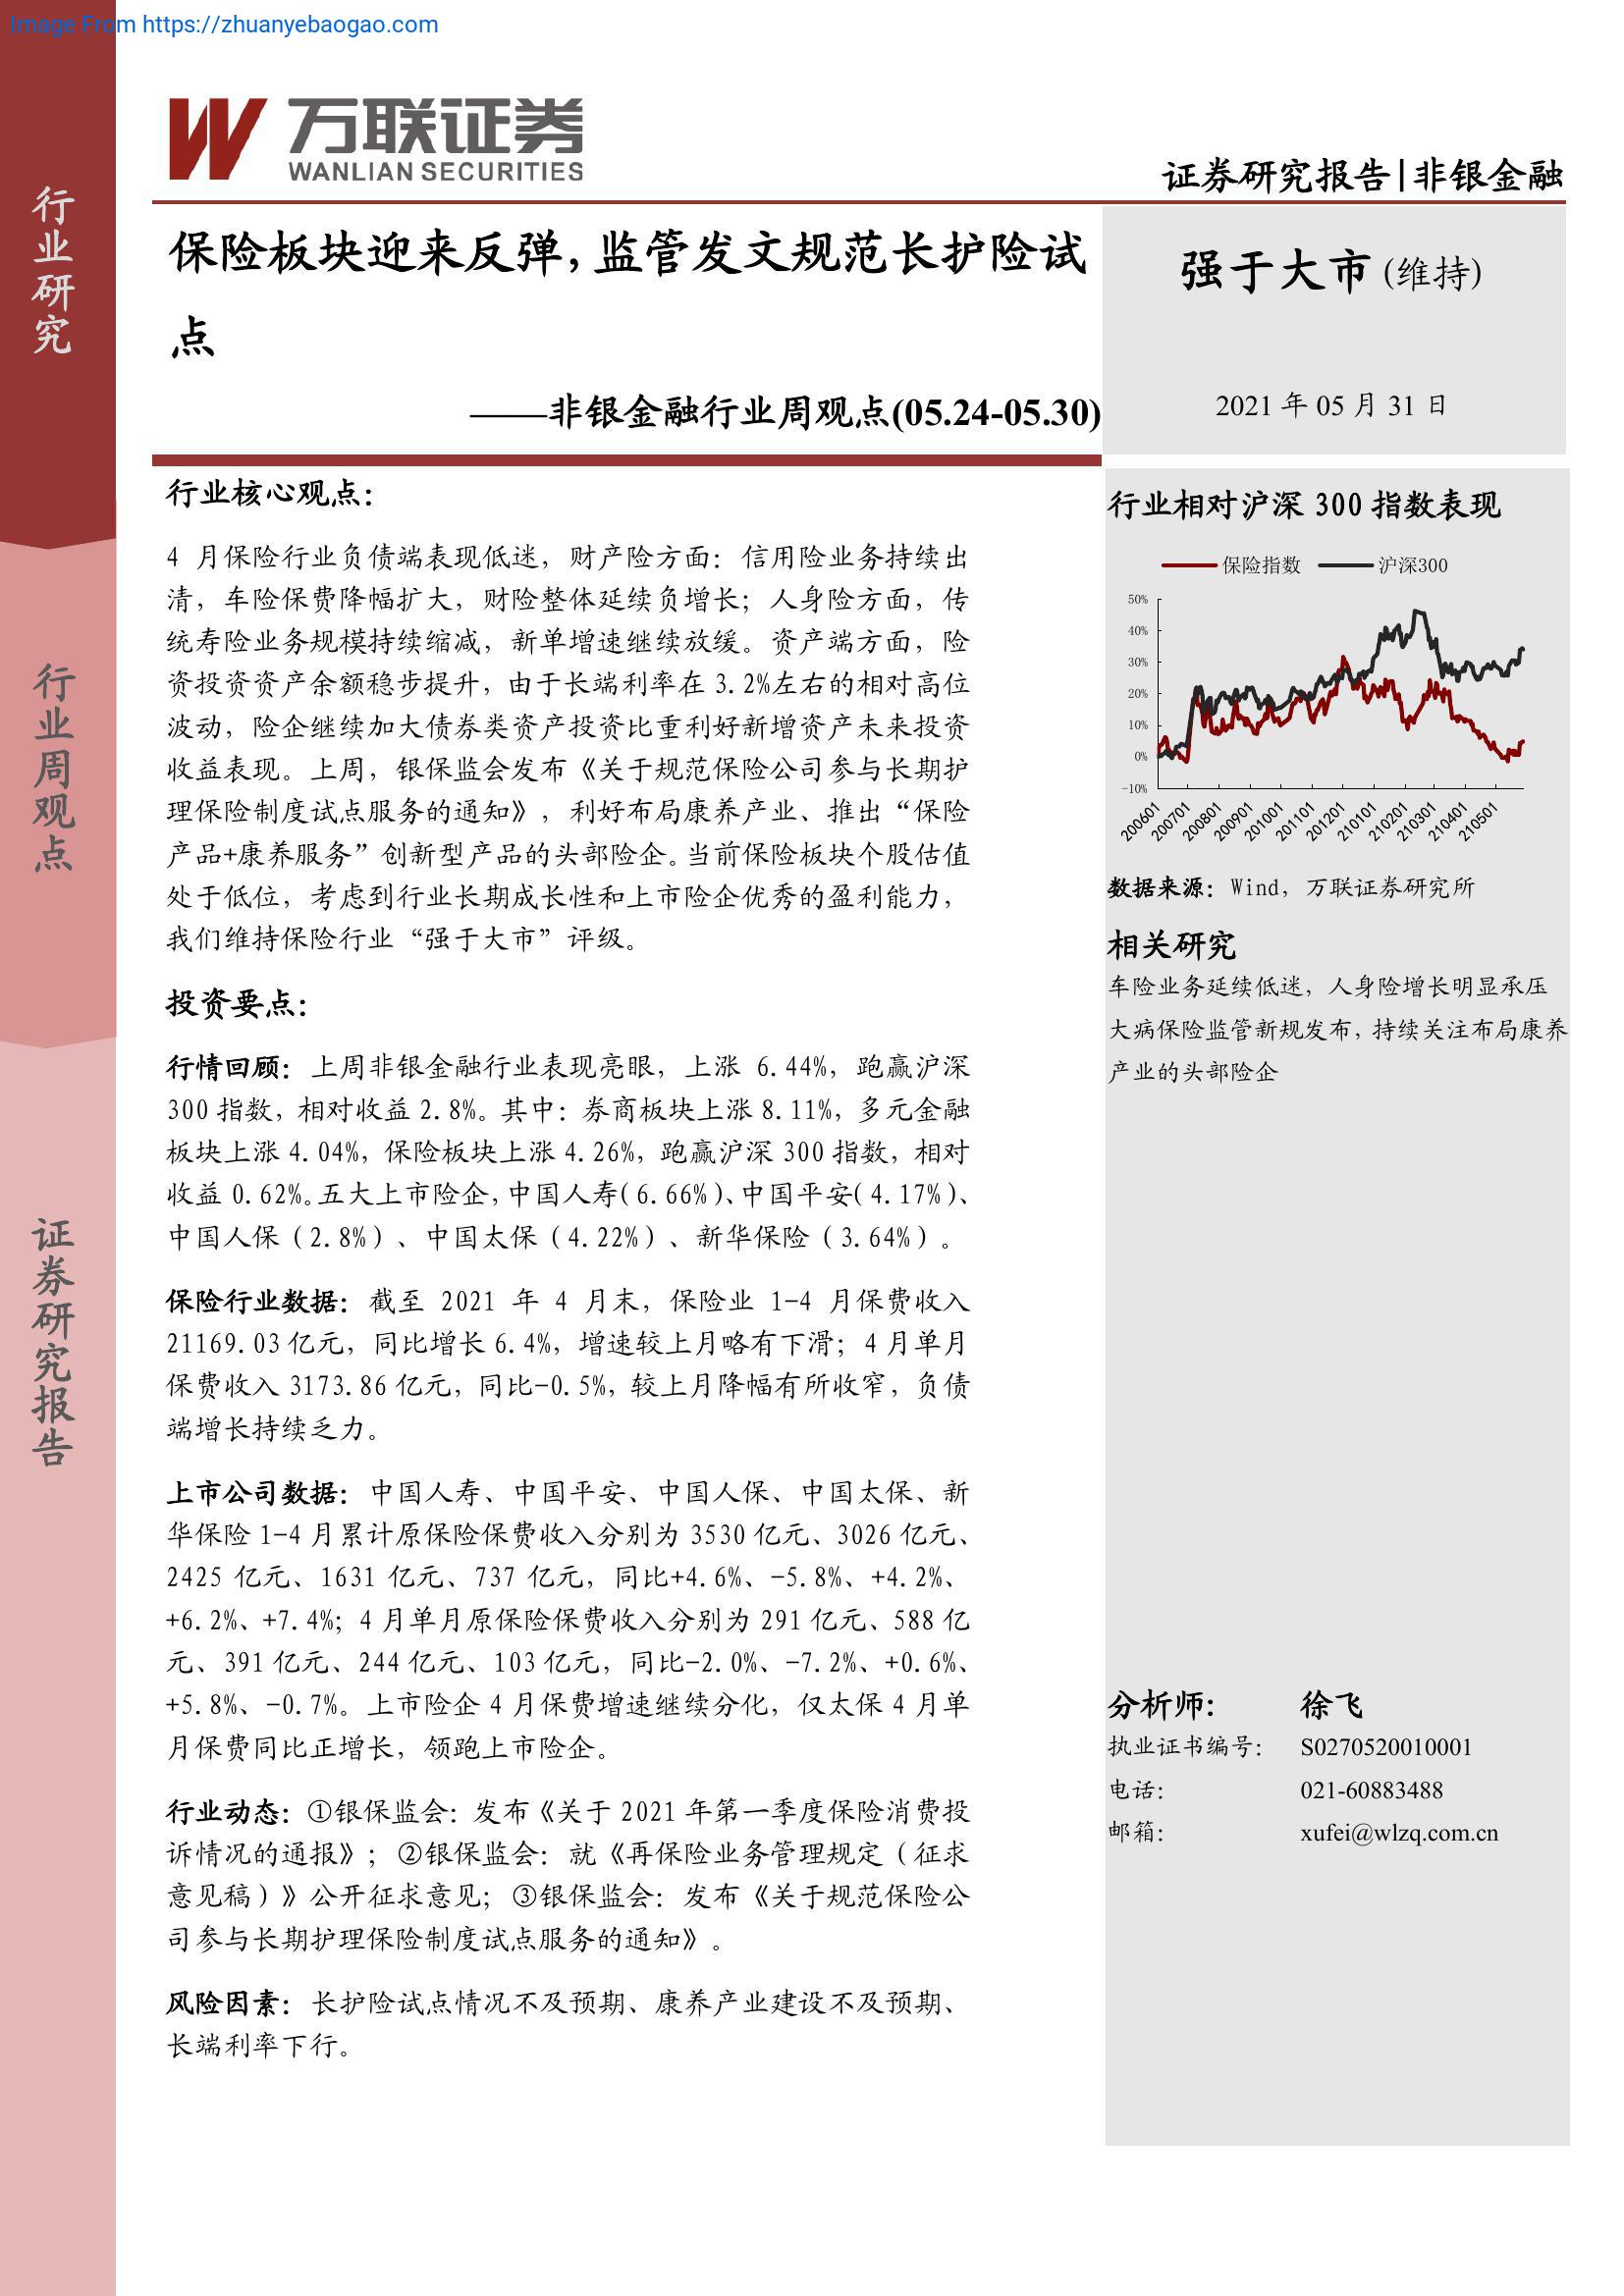 Image From https://zhuanyebaogao.com
万联证券
WANLIAN SECURITIES
证券研究报告|非银金融
行业研究
行业周观点
证券研究报告
保险板块迎来反弹，监管发文规范长护险试
点
——非银金融行业周观点(05.24-05.30)
强于大市(维持)
2021 年 05 月 31 日
行业核心观点：
4 月保险行业负债端表现低迷，财产险方面：信用险业务持续出
清，车险保费降幅扩大，财险整体延续负增长；人身险方面，传
统寿险业务规模持续缩减，新单增速继续放缓。资产端方面，险
资投资资产余额稳步提升，由于长端利率在 3.2%左右的相对高位
波动，险企继续加大债券类资产投资比重利好新增资产未来投资
收益表现。上周，银保监会发布《关于规范保险公司参与长期护
理保险制度试点服务的通知》，利好布局康养产业、推出“保险
产品+康养服务”创新型产品的头部险企。当前保险板块个股估值
处于低位，考虑到行业长期成长性和上市险企优秀的盈利能力，
我们维持保险行业“强于大市”评级。
投资要点：
行情回顾：上周非银金融行业表现亮眼，上涨 6.44%，跑赢沪深
300 指数，相对收益 2.8%。其中：券商板块上涨 8.11%，多元金融
板块上涨 4.04%，保险板块上涨 4.26%，跑赢沪深 300 指数，相对
收益 0.62%。五大上市险企，中国人寿(6.66%)、中国平安(4.17%)、
中国人保（2.8%）、中国太保（4.22%）、新华保险（3.64%）。
保险行业数据：截至 2021 年 4 月末，保险业 1-4 月保费收入
21169.03 亿元，同比增长 6.4%，增速较上月略有下滑；4 月单月
保费收入 3173.86 亿元，同比-0.5%，较上月降幅有所收窄，负债
端增长持续乏力。
上市公司数据：中国人寿、中国平安、中国人保、中国太保、新
华保险 1-4 月累计原保险保费收入分别为 3530 亿元、3026 亿元、
2425 亿元、1631 亿元、737 亿元，同比+4.6%、-5.8%、+4.2%、
+6.2%、+7.4%；4 月单月原保险保费收入分别为 291 亿元、588 亿
元、391 亿元、244 亿元、103 亿元，同比-2.0%、-7.2%、+0.6%、
+5.8%、-0.7%。上市险企 4 月保费增速继续分化，仅太保 4 月单
月保费同比正增长，领跑上市险企。
行业动态：①银保监会：发布《关于 2021 年第一季度保险消费投
诉情况的通报》；②银保监会：就《再保险业务管理规定（征求
意见稿）》公开征求意见；③银保监会：发布《关于规范保险公
司参与长期护理保险制度试点服务的通知》。
风险因素：长护险试点情况不及预期、康养产业建设不及预期、
长端利率下行。
行业相对沪深 300 指数表现
保险指数 沪深300
50%
40%
30%
20%
10%
0%
-10%
200601 200701 200801 200901 201001 201101 201201 210101 210201 210301 210401 210501
数据来源：Wind，万联证券研究所
相关研究
车险业务延续低迷，人身险增长明显承压
大病保险监管新规发布，持续关注布局康养
产业的头部险企
分析师: 徐飞
执业证书编号： S0270520010001
电话： 021-60883488
邮箱： xufei@wlzq.com.cn